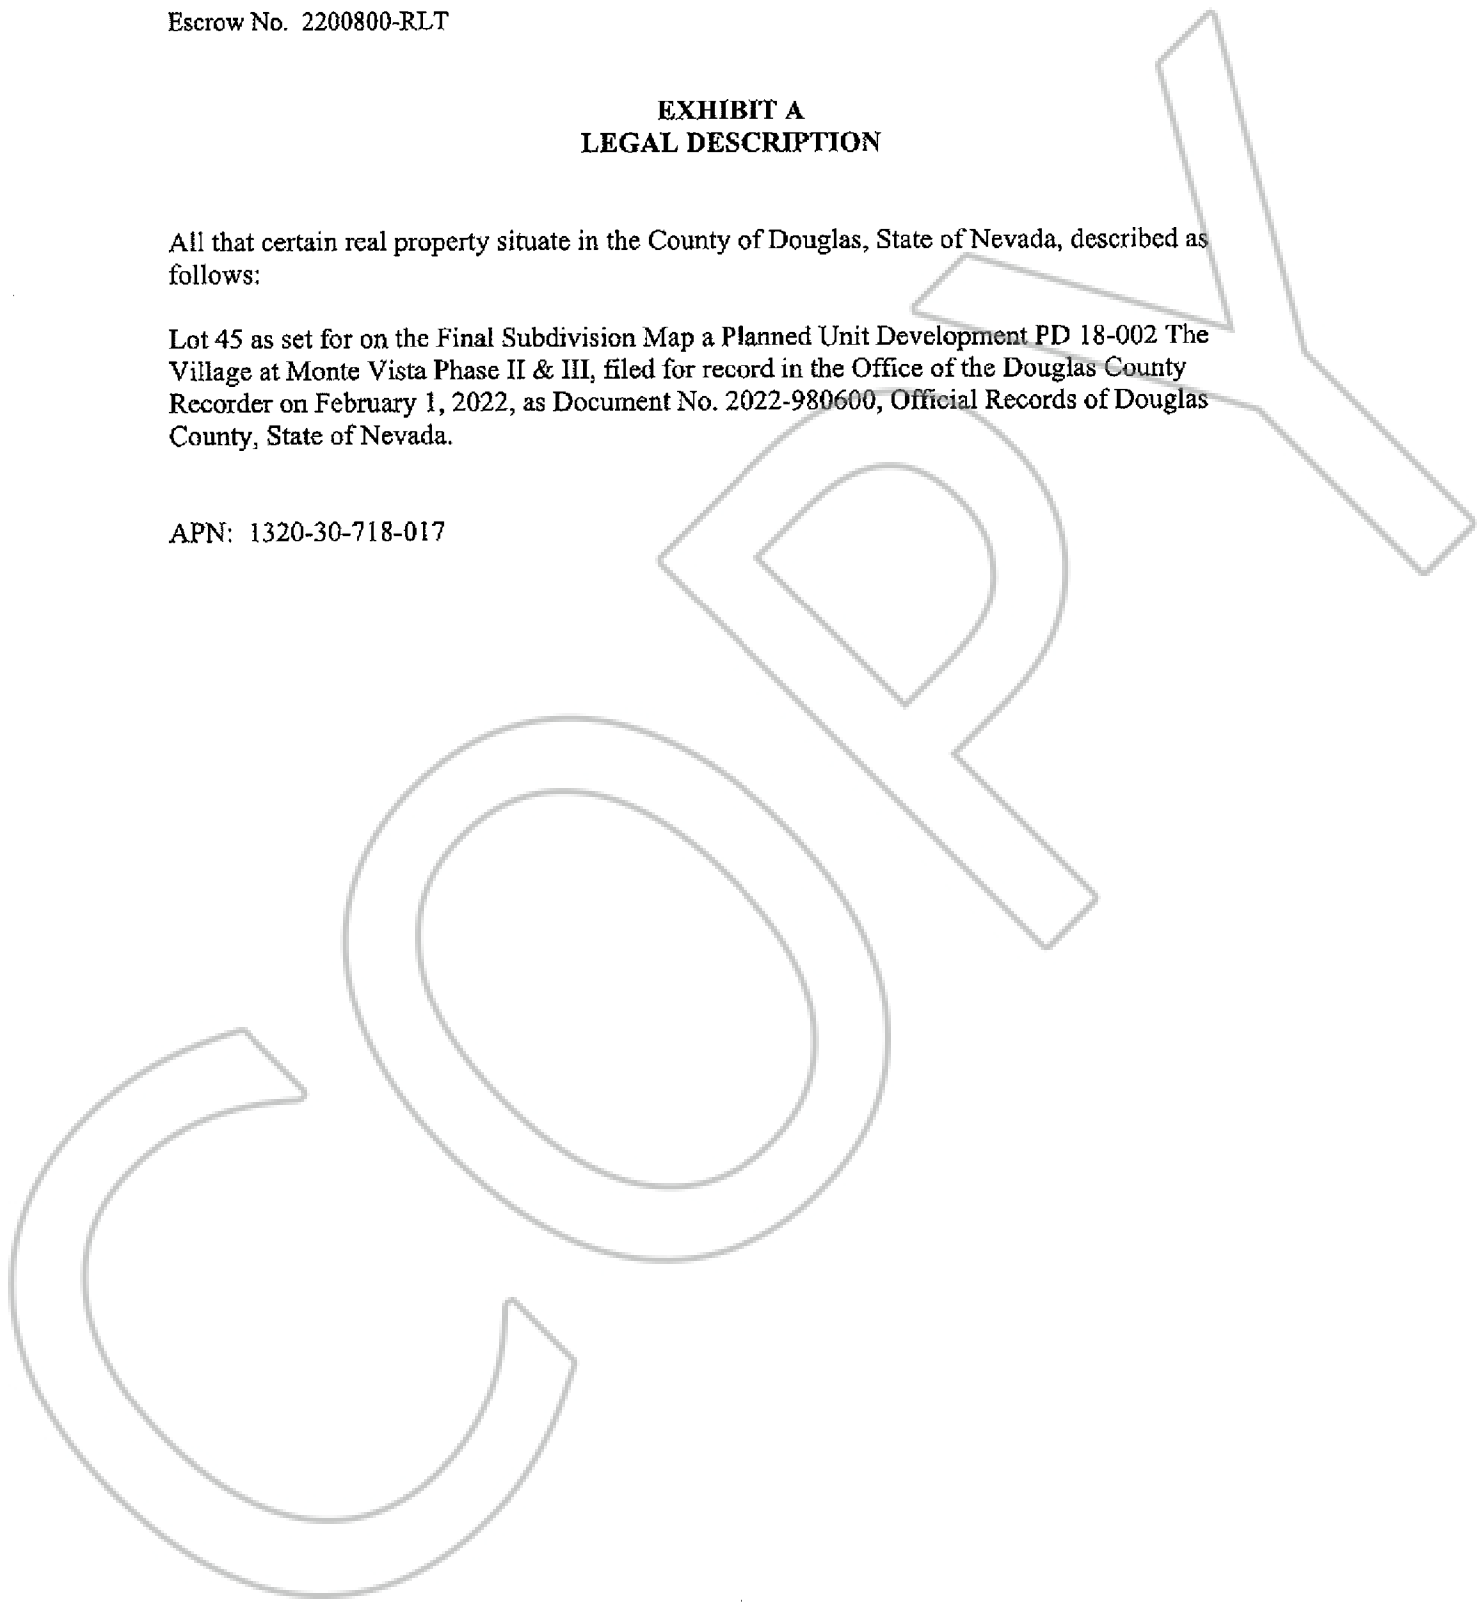 Escrow No. 2200800-RLT
EXHIBIT A
LEGAL DESCRIPTION
All that certain real property situate in the County of Douglas, State of Nevada, described as
follows:
Lot 45 as set for on the Final Subdivision Map a Planned Unit Development PD 18-002 The
Village at Monte Vista Phase II & III, filed for record in the Office of the Douglas County
Recorder on February 1, 2022, as Document No. 2022-980600, Official Records of Douglas
County, State of Nevada.
APN: 1320-30-718-017
COPY